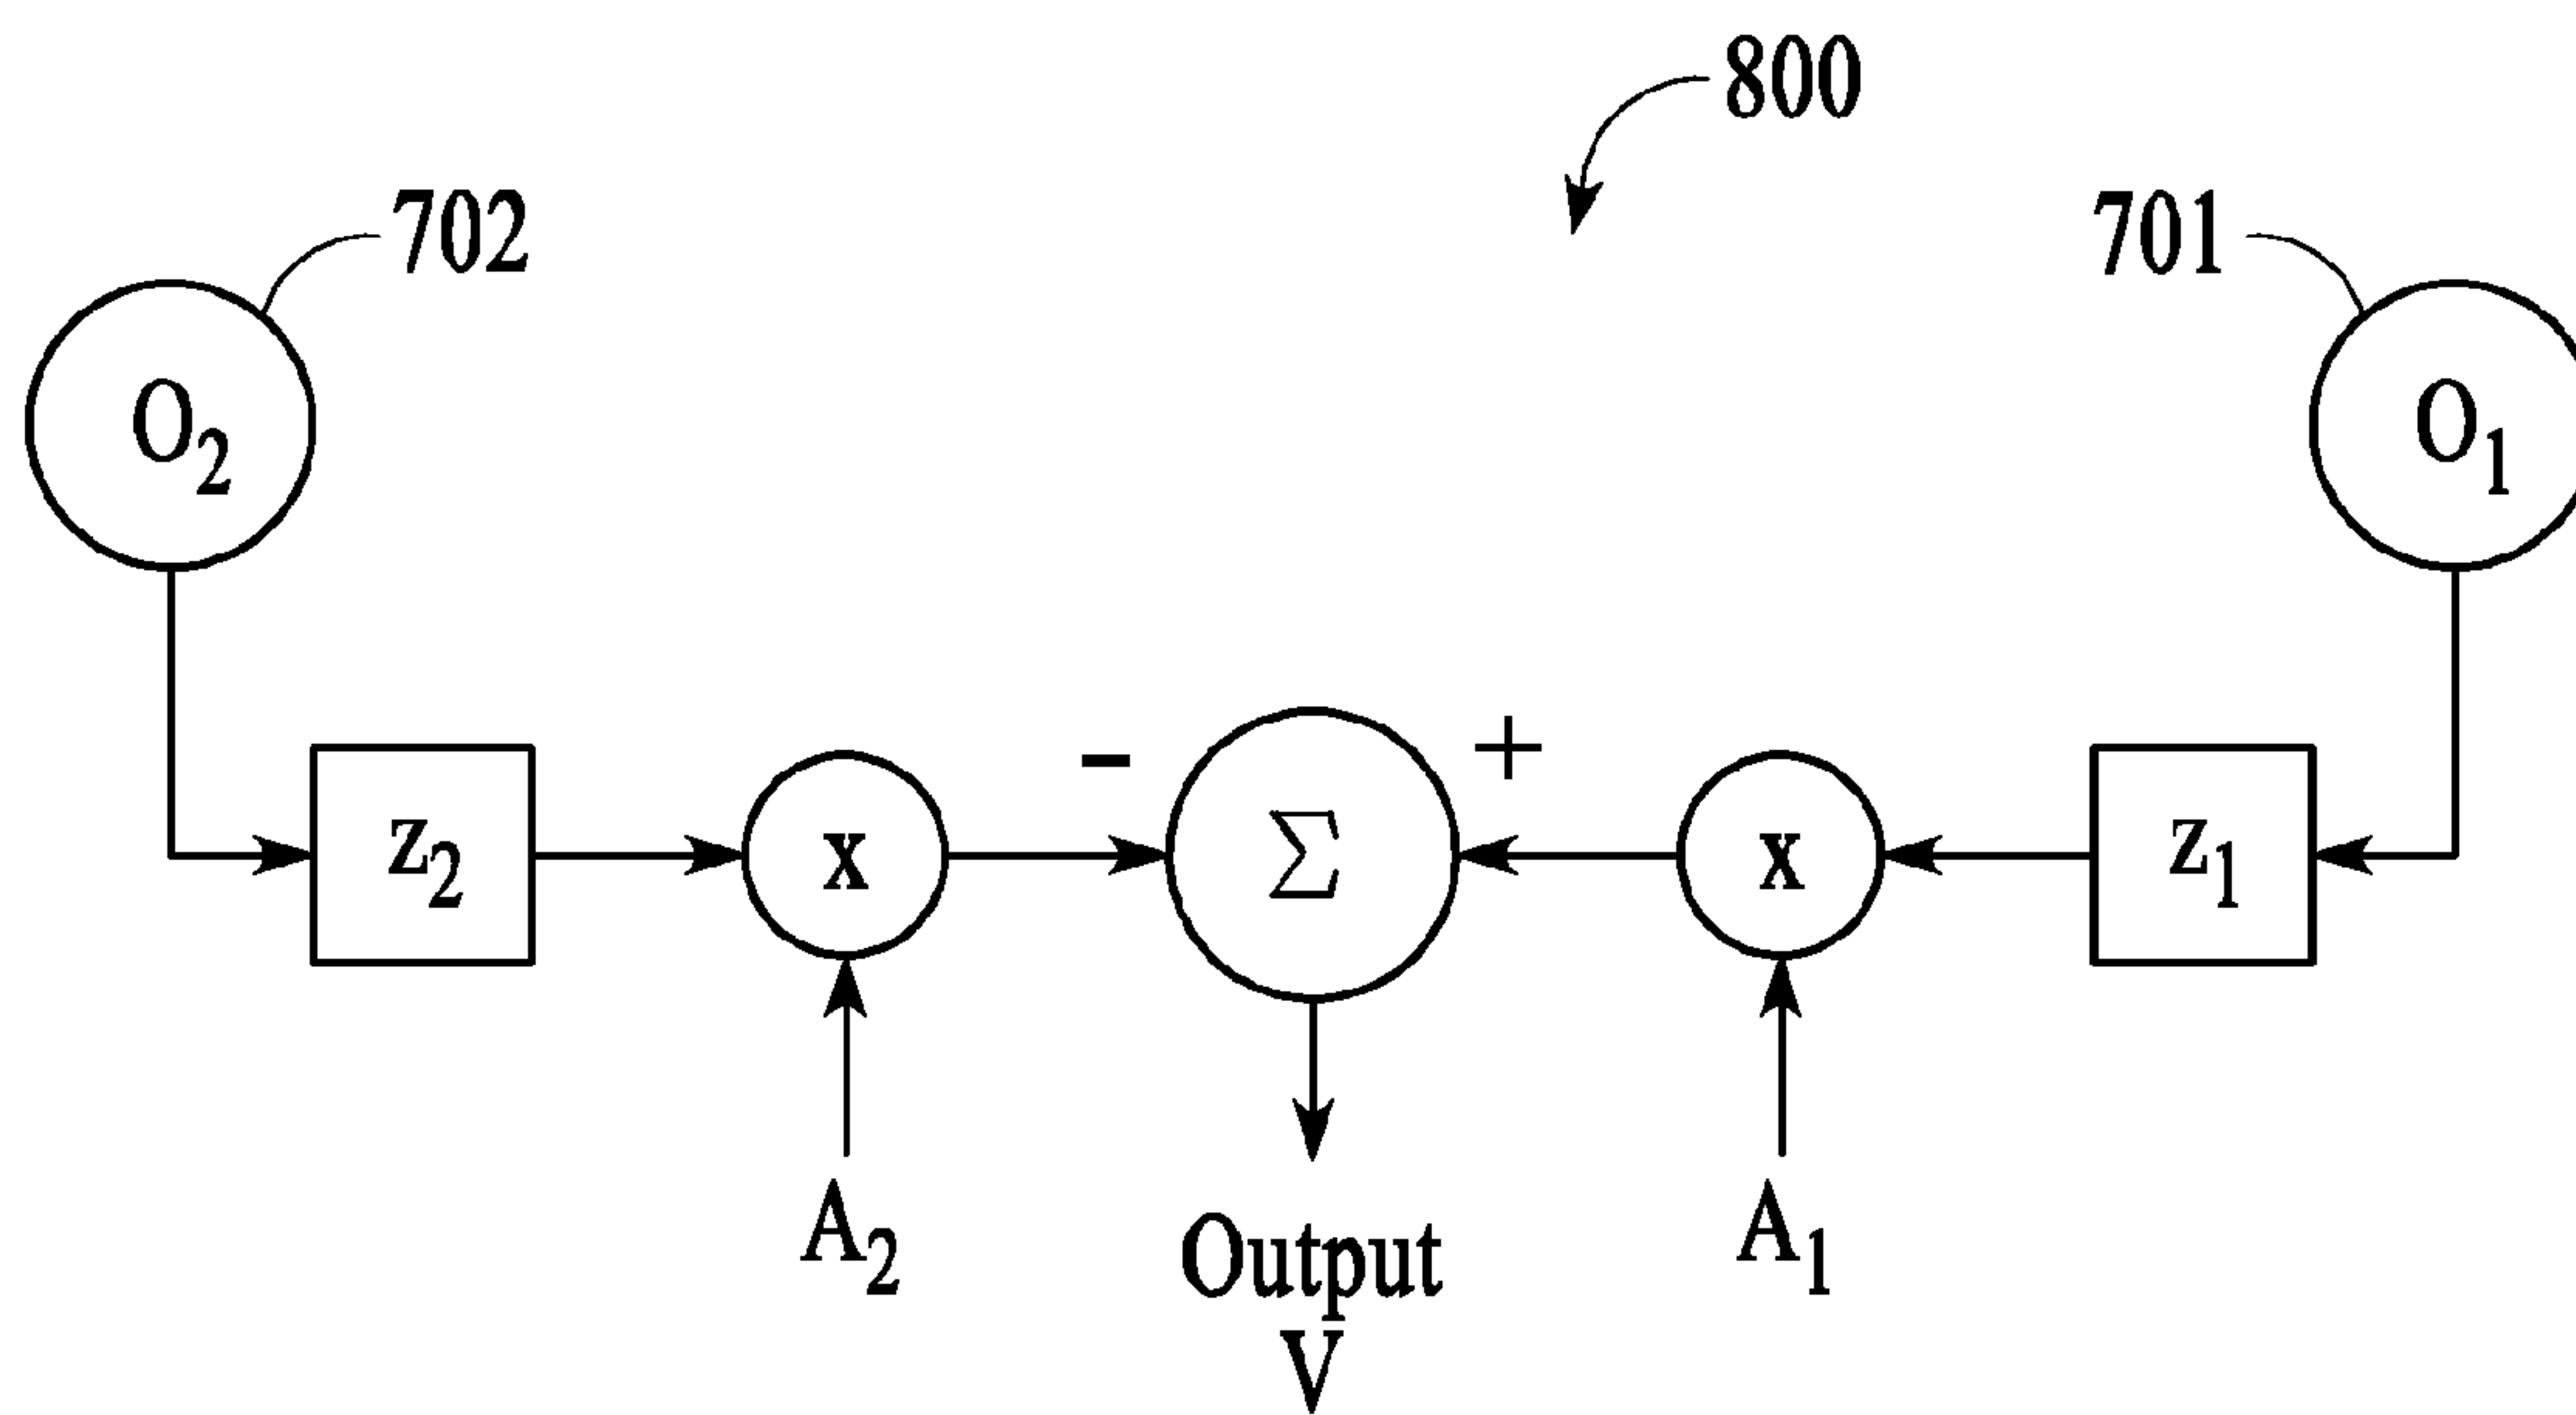 800
702
701
O2
O1
- +
z2
x
Σ
x
z1
A2
Output
V
A1